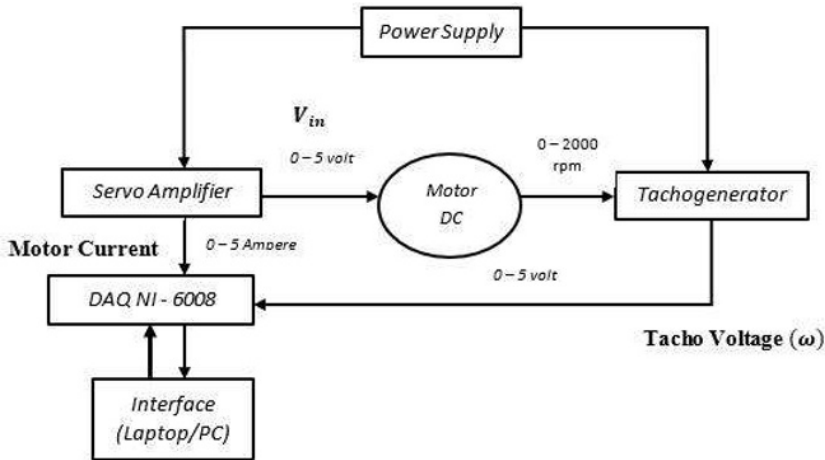 Power Supply
V_in
0 – 5 volt
0 – 2000
rpm
Servo Amplifier
Motor
DC
Tachogenerator
Motor Current
0 – 5 Ampere
0 – 5 volt
DAQ NI - 6008
Tacho Voltage (ω)
Interface
(Laptop/PC)